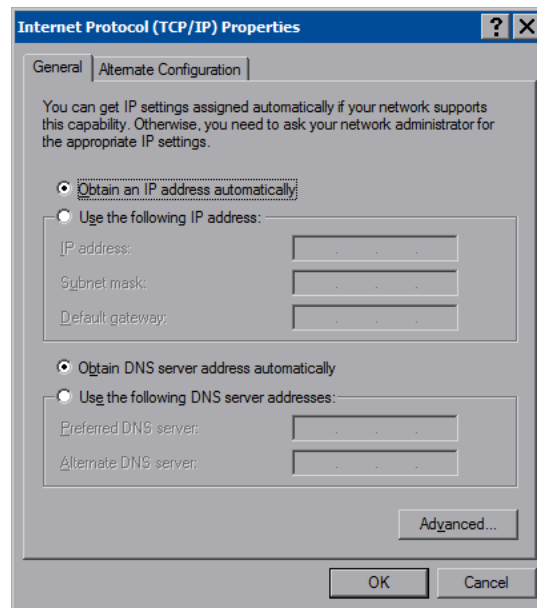 Internet Protocol (TCP/IP) Properties
General
Alternate Configuration
You can get IP settings assigned automatically if your network supports
this capability. Otherwise, you need to ask your network administrator for
the appropriate IP settings.
Obtain an IP address automatically
Use the following IP address:
IP address:
Subnet mask:
Default gateway:
Obtain DNS server address automatically
Use the following DNS server addresses:
Preferred DNS server:
Alternate DNS server:
Advanced...
OK
Cancel